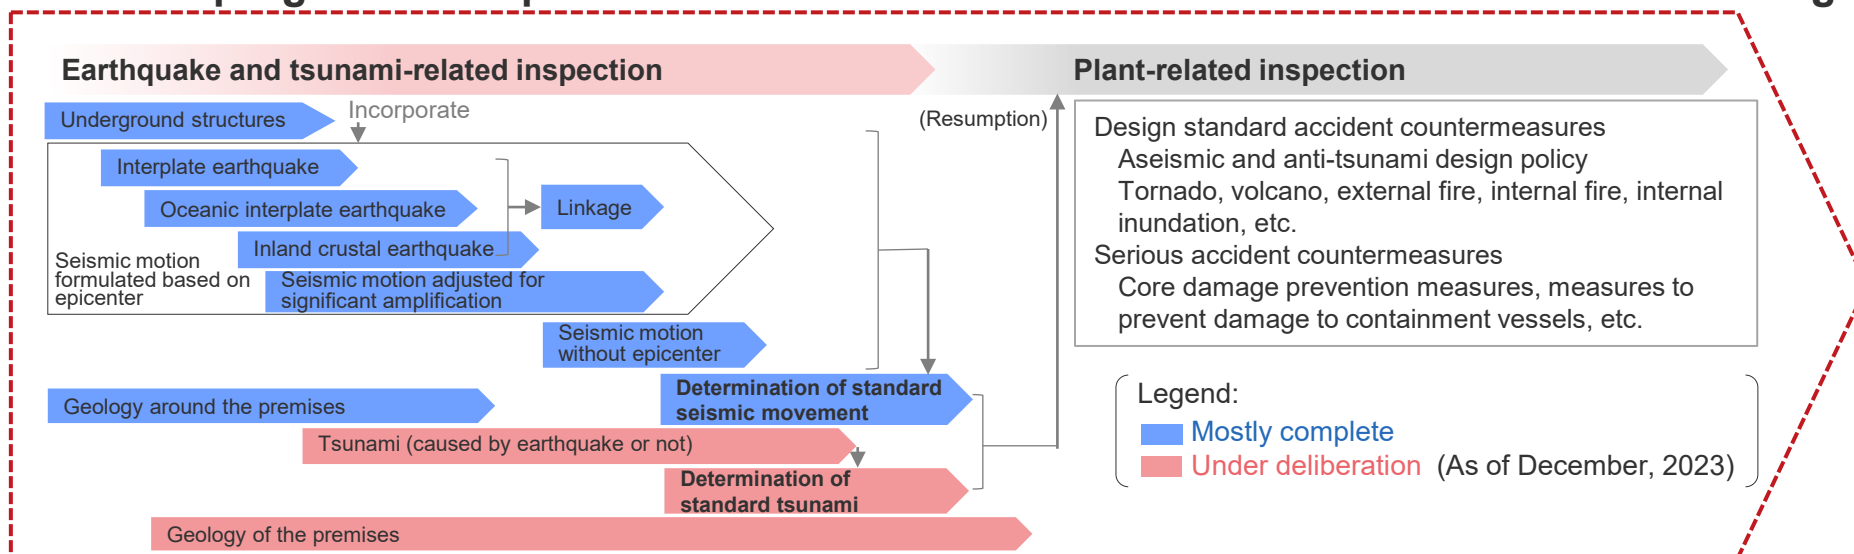 Earthquake and tsunami-related inspection
Plant-related inspection
Underground structures
Incorporate
(Resumption)
Interplate earthquake
Oceanic interplate earthquake
Linkage
Inland crustal earthquake
Seismic motion
formulated based on
epicenter
Seismic motion adjusted for
significant amplification
Seismic motion
without epicenter
Determination of standard
seismic movement
Geology around the premises
Tsunami (caused by earthquake or not)
Determination of
standard tsunami
Geology of the premises
Design standard accident countermeasures
Aseismic and anti-tsunami design policy
Tornado, volcano, external fire, internal fire, internal
inundation, etc.
Serious accident countermeasures
Core damage prevention measures, measures to
prevent damage to containment vessels, etc.
Legend:
Mostly complete
Under deliberation (As of December, 2023)